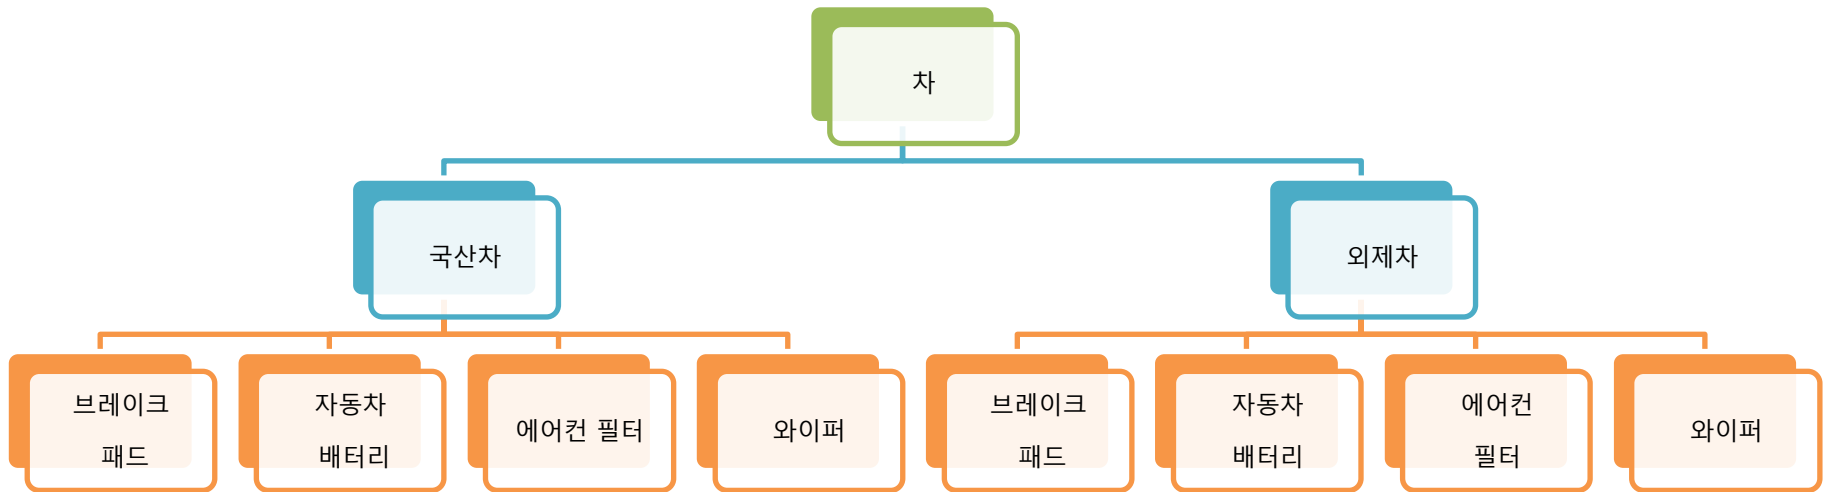 차
국산차
외제차
브레이크
패드
자동차
배터리
에어컨 필터
와이퍼
브레이크
패드
자동차
배터리
에어컨
필터
와이퍼